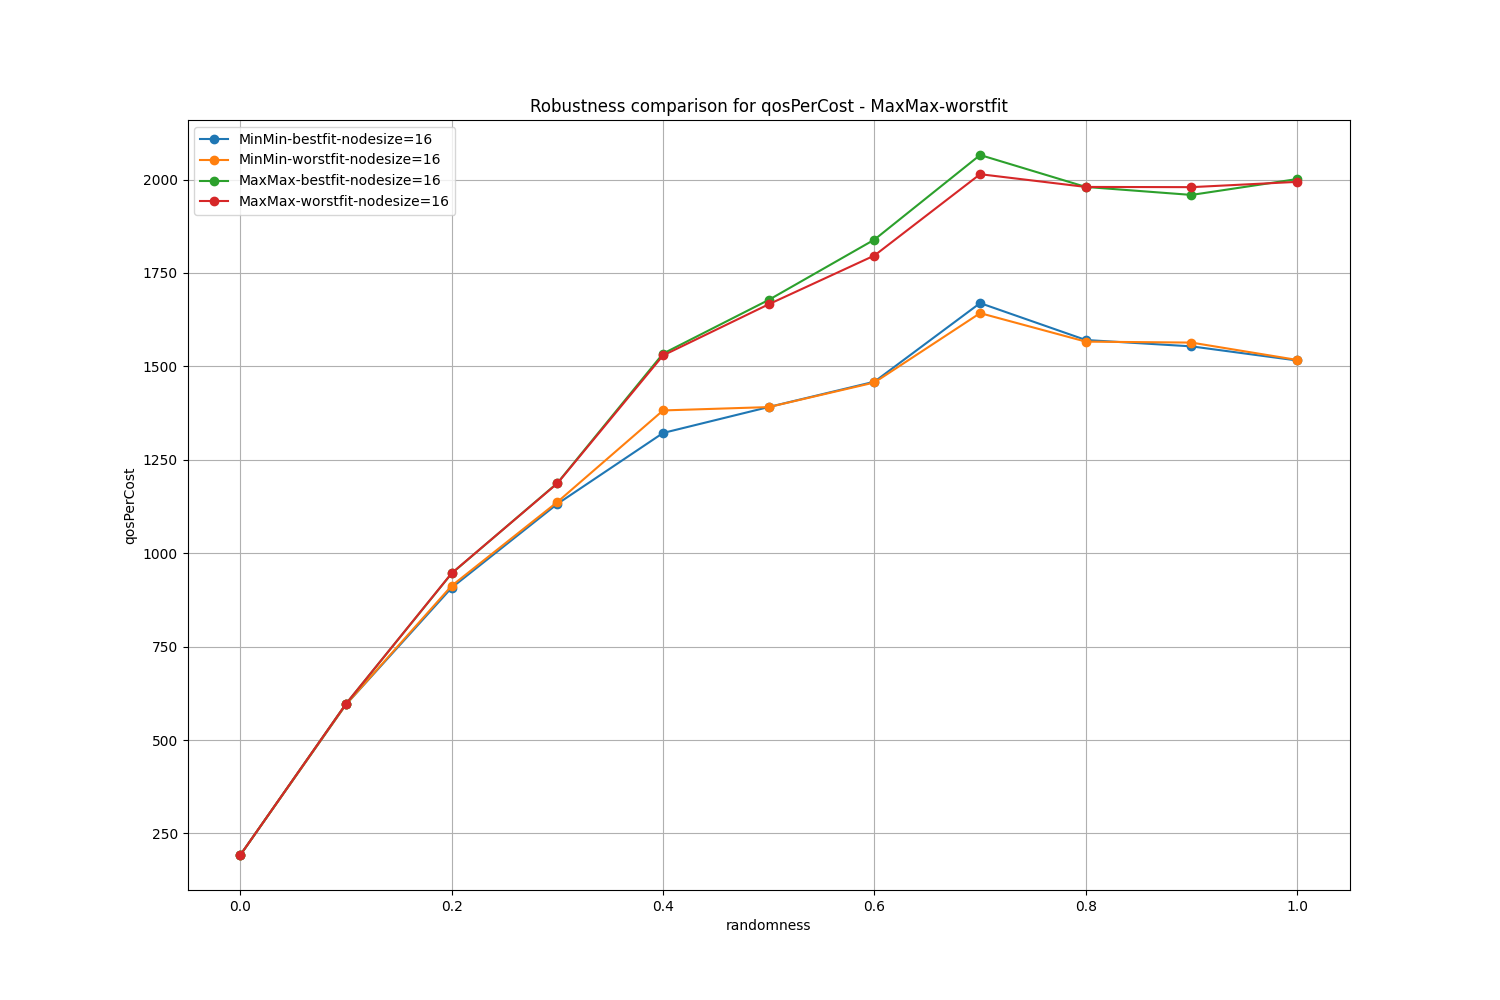 Robustness comparison for qosPerCost - MaxMax-worstfit
MinMin-bestfit-nodesize=16
MinMin-worstfit-nodesize=16
MaxMax-bestfit-nodesize=16
MaxMax-worstfit-nodesize=16
2000
1750
1500
1250
1000
750
500
250
qosPerCost
0.0 0.2 0.4 0.6 0.8 1.0
randomness